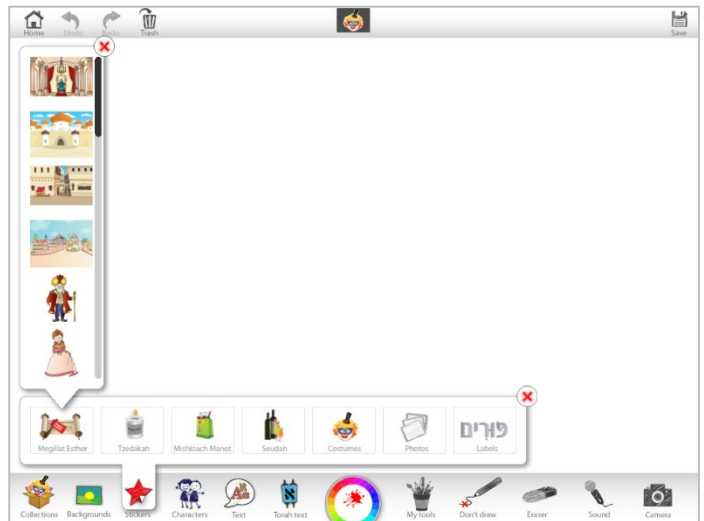 Home Undo Redo Trash Save
Megillat Esther Tzedakah Mishloach Manot Seudah Costumes Photos Labels
פּוּרִים
Collections Backgrounds Stickers Characters Text Torah text My tools Don't draw Eraser Sound Camera